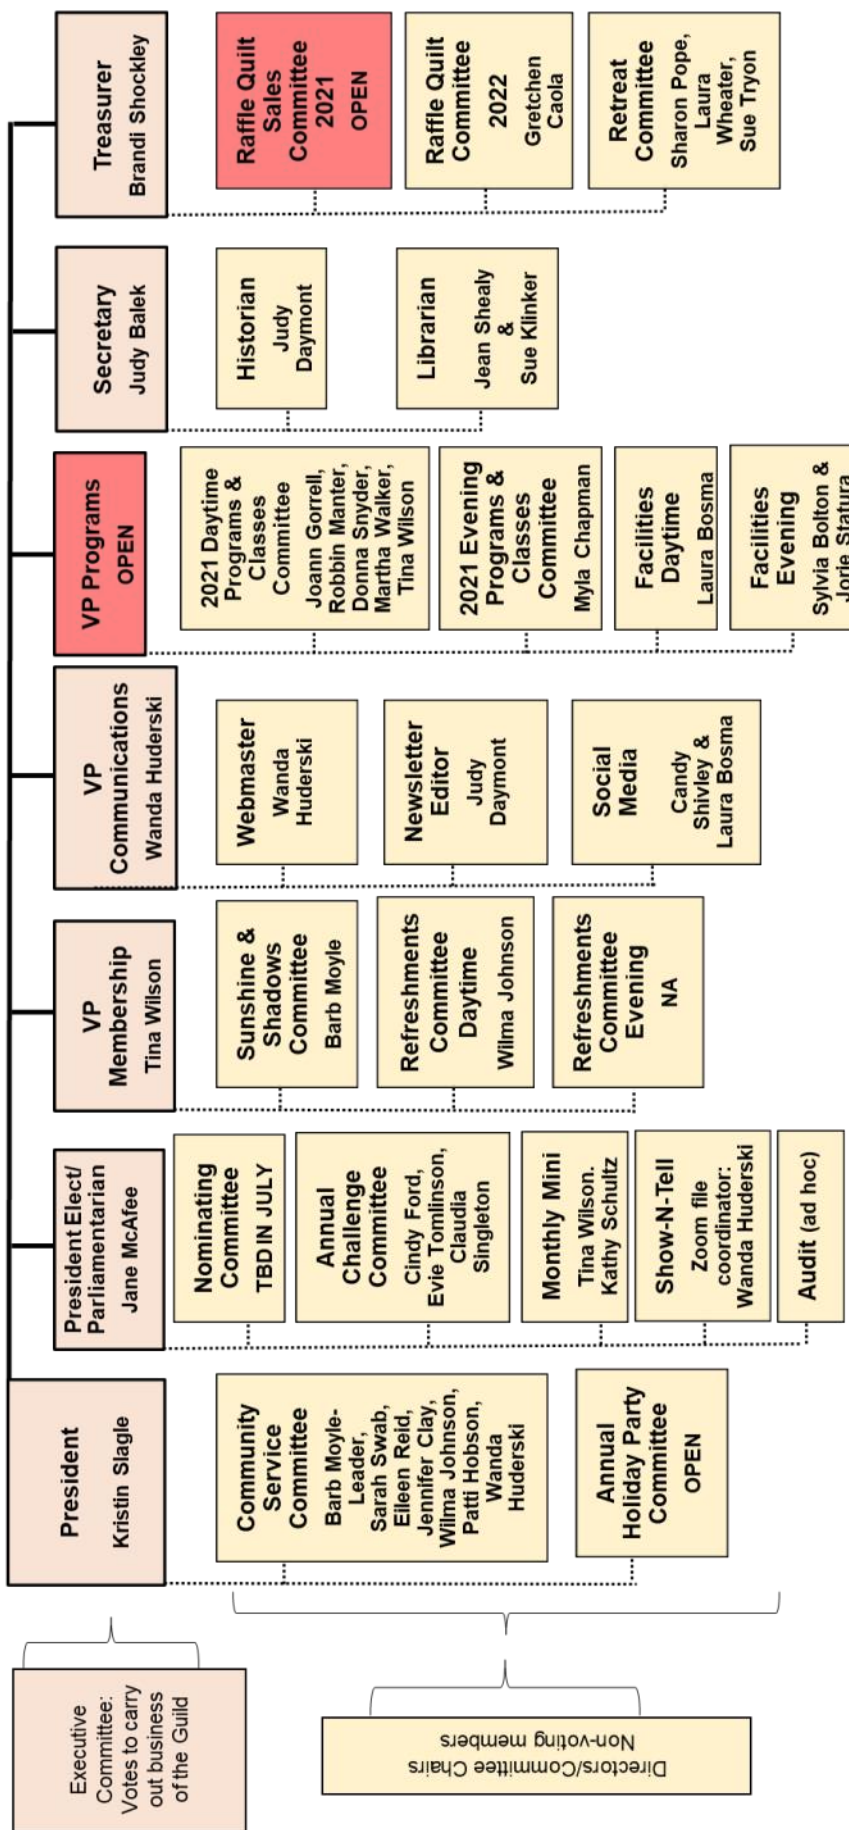 Executive
Committee:
Votes to carry
out business
of the Guild
Directors/Committee Chairs
Non-voting members
President
Kristin Slagle
Community
Service
Committee
Barb Moyle-
Leader,
Sarah Swab,
Eileen Reid,
Jennifer Clay,
Wilma Johnson,
Patti Hobson,
Wanda
Huderski
Annual
Holiday Party
Committee
OPEN
President Elect/
Parliamentarian
Jane McAfee
Nominating
Committee
TBD IN JULY
Annual
Challenge
Committee
Cindy Ford,
Evie Tomlinson,
Claudia
Singleton
Monthly Mini
Tina Wilson.
Kathy Schultz
Show-N-Tell
Zoom file
coordinator:
Wanda Huderski
Audit (ad hoc)
VP
Membership
Tina Wilson
Sunshine &
Shadows
Committee
Barb Moyle
Refreshments
Committee
Daytime
Wilma Johnson
Refreshments
Committee
Evening
NA
VP
Communications
Wanda Huderski
Webmaster
Wanda
Huderski
Newsletter
Editor
Judy
Daymont
Social
Media
Candy
Shivley &
Laura Bosma
VP Programs
OPEN
2021 Daytime
Programs &
Classes
Committee
Joann Gorrell,
Robbin Manter,
Donna Snyder,
Martha Walker,
Tina Wilson
2021 Evening
Programs &
Classes
Committee
Myla Chapman
Facilities
Daytime
Laura Bosma
Facilities
Evening
Sylvia Bolton &
Jorie Statura
Secretary
Judy Balek
Historian
Judy
Daymont
Librarian
Jean Shealy
&
Sue Klinker
Treasurer
Brandi Shockley
Raffle Quilt
Sales
Committee
2021
OPEN
Raffle Quilt
Committee
2022
Gretchen
Caola
Retreat
Committee
Sharon Pope,
Laura
Wheater,
Sue Tryon